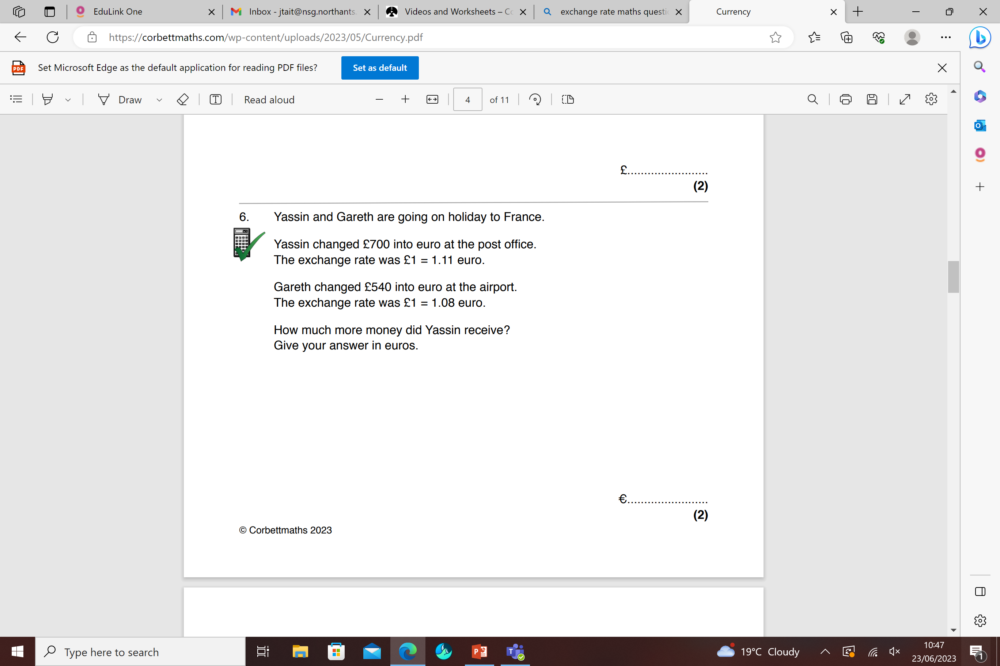 EduLink One
Inbox - jtait@nsg.northants.
Videos and Worksheets – Co
exchange rate maths questi
Currency
https://corbettmaths.com/wp-content/uploads/2023/05/Currency.pdf
PDF
Set Microsoft Edge as the default application for reading PDF files?
Set as default
Draw
Read aloud
4
of 11
£........................
(2)
6. Yassin and Gareth are going on holiday to France.
Yassin changed £700 into euro at the post office.
The exchange rate was £1 = 1.11 euro.
Gareth changed £540 into euro at the airport.
The exchange rate was £1 = 1.08 euro.
How much more money did Yassin receive?
Give your answer in euros.
€........................
(2)
© Corbettmaths 2023
Type here to search
19°C Cloudy
10:47
23/06/2023
1